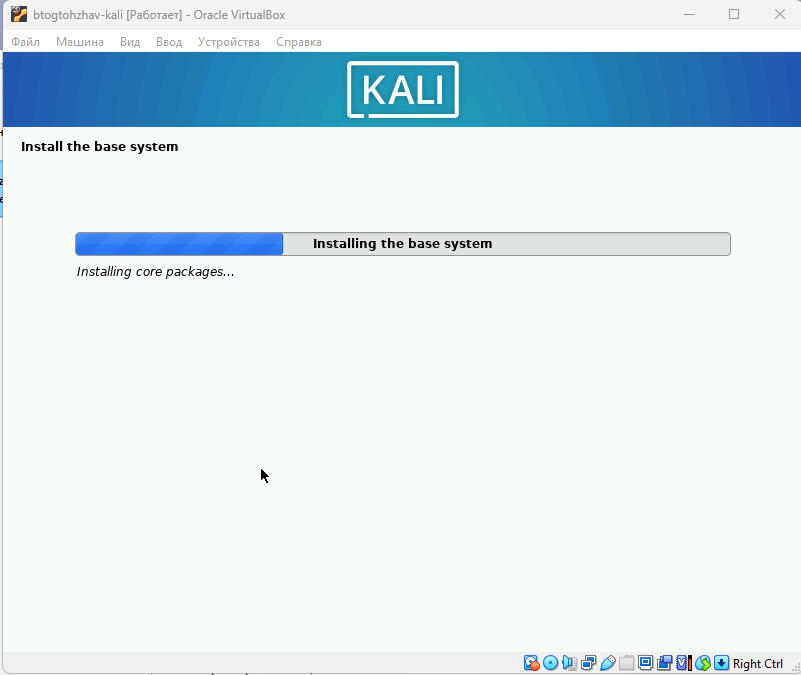 btogtohzhav-kali [Работает] - Oracle VirtualBox
Файл Машина Вид Ввод Устройства Справка
KALI
Install the base system
Installing the base system
Installing core packages...
Right Ctrl